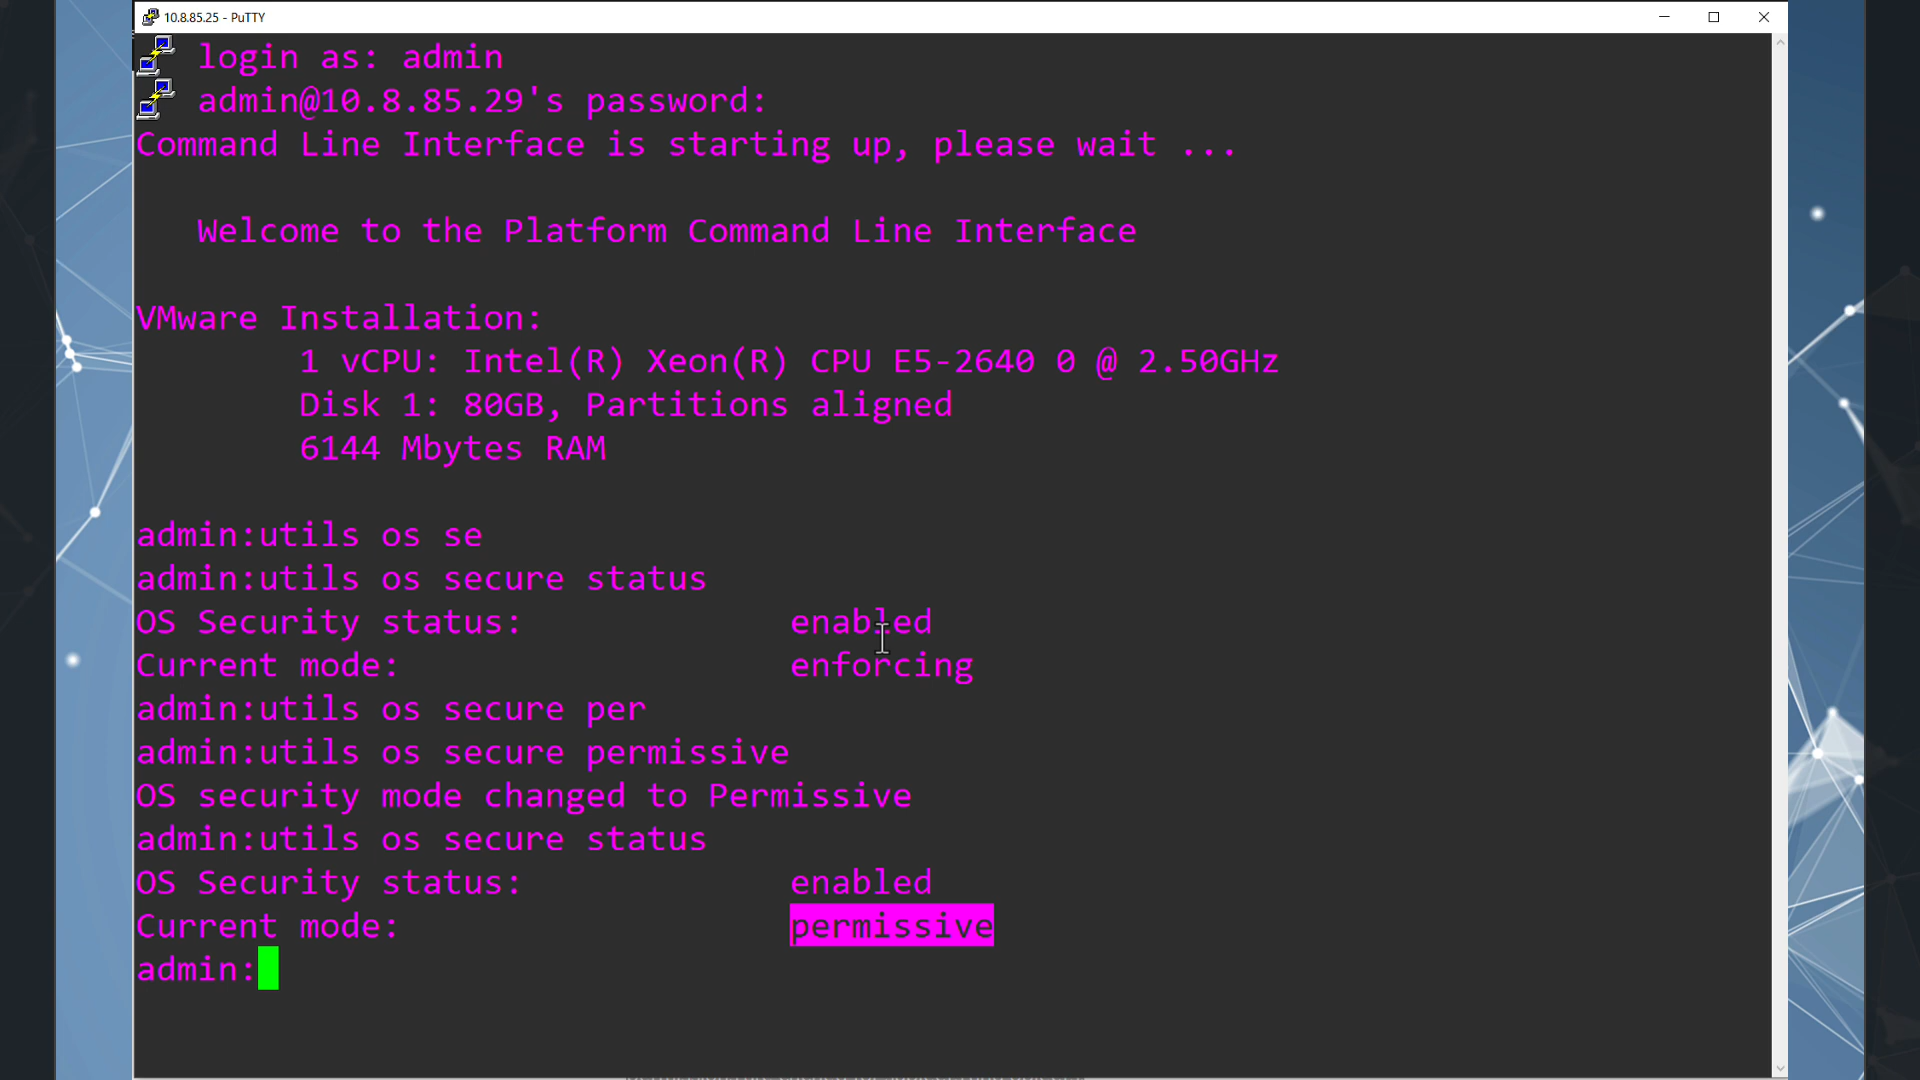 10.8.85.25 - PuTTY
login as: admin
admin@10.8.85.29's password:
Command Line Interface is starting up, please wait ...
Welcome to the Platform Command Line Interface
VMware Installation:
1 vCPU: Intel(R) Xeon(R) CPU E5-2640 0 @ 2.50GHz
Disk 1: 80GB, Partitions aligned
6144 Mbytes RAM
admin:utils os se
admin:utils os secure status
OS Security status: enabled
Current mode: enforcing
admin:utils os secure per
admin:utils os secure permissive
OS security mode changed to Permissive
admin:utils os secure status
OS Security status: enabled
Current mode: permissive
admin: